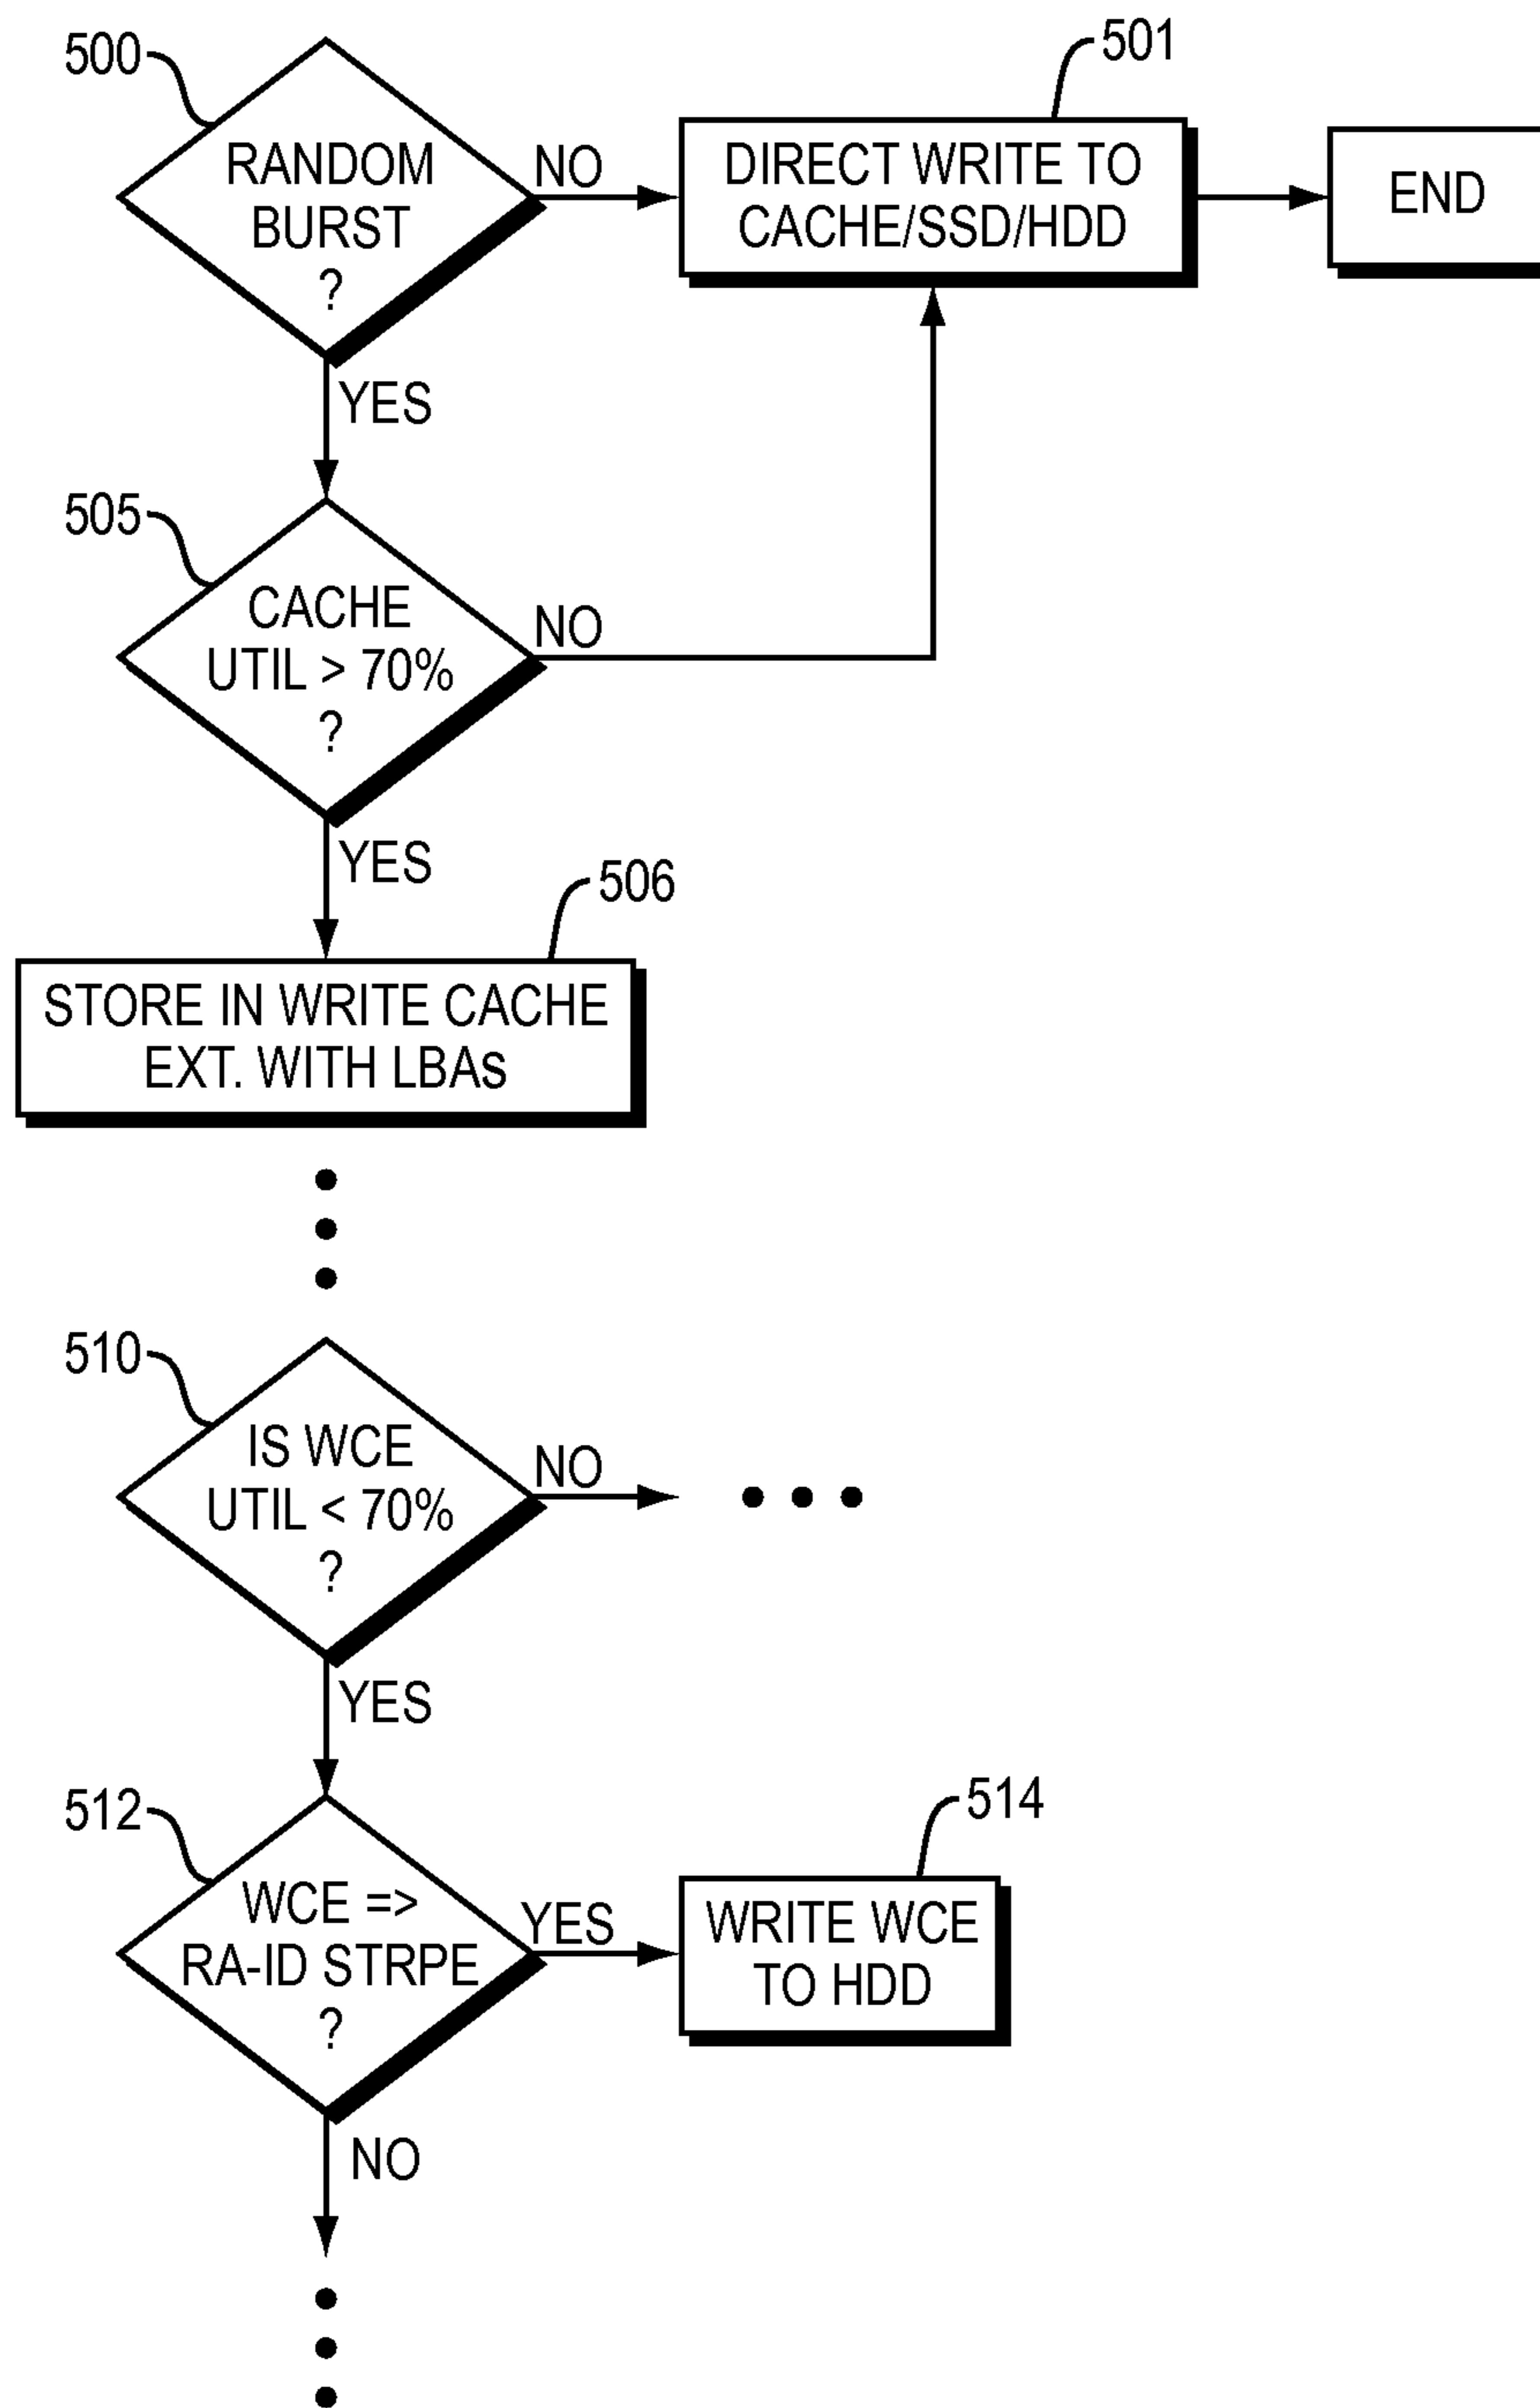 500
RANDOM
BURST
?
NO
501
DIRECT WRITE TO
CACHE/SSD/HDD
END
YES
505
CACHE
UTIL > 70%
?
NO
YES
506
STORE IN WRITE CACHE
EXT. WITH LBAs
510
IS WCE
UTIL < 70%
?
NO
YES
512
WCE =>
RA-ID STRPE
?
YES
514
WRITE WCE
TO HDD
NO